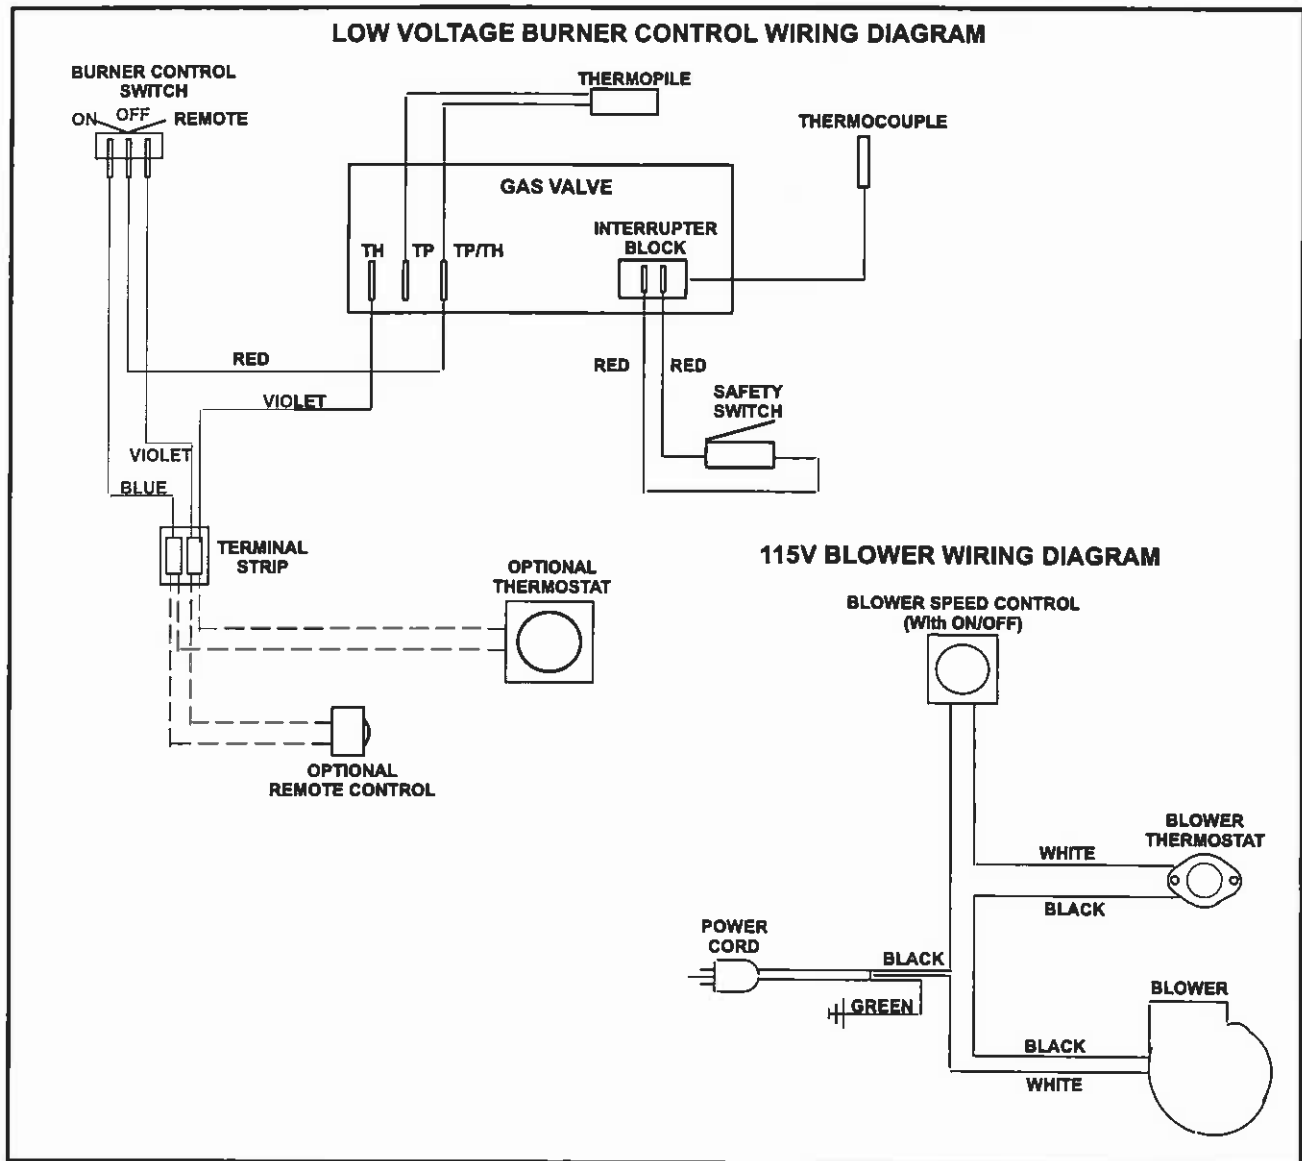 LOW VOLTAGE BURNER CONTROL WIRING DIAGRAM
BURNER CONTROL
SWITCH
ON OFF REMOTE
THERMOPILE
THERMOCOUPLE
GAS VALVE
INTERRUPTER
BLOCK
TH TP TP/TH
RED
RED RED
VIOLET
SAFETY
SWITCH
VIOLET
BLUE
TERMINAL
STRIP
OPTIONAL
THERMOSTAT
OPTIONAL
REMOTE CONTROL
115V BLOWER WIRING DIAGRAM
BLOWER SPEED CONTROL
(With ON/OFF)
BLOWER
THERMOSTAT
WHITE
BLACK
POWER
CORD
BLACK
GREEN
BLOWER
BLACK
WHITE